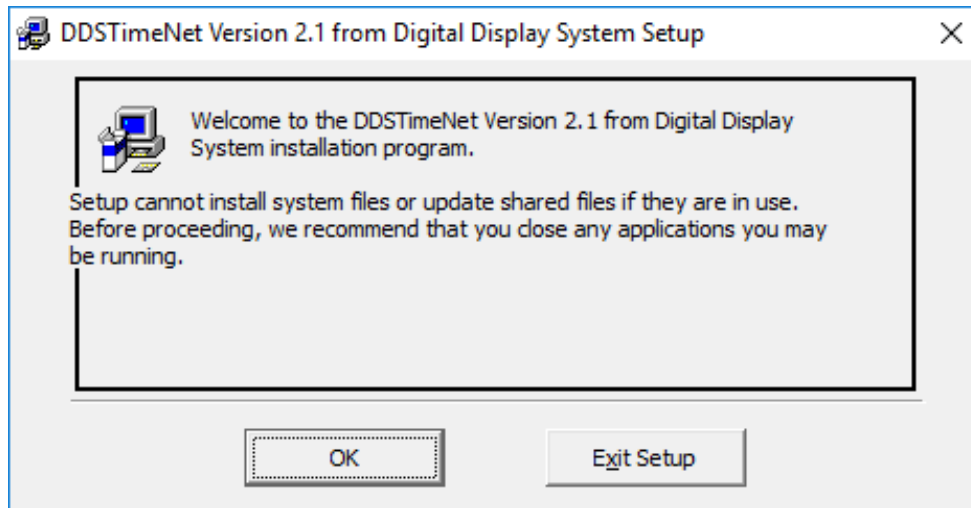 DDSTimeNet Version 2.1 from Digital Display System Setup
Welcome to the DDSTimeNet Version 2.1 from Digital Display
System installation program.
Setup cannot install system files or update shared files if they are in use.
Before proceeding, we recommend that you close any applications you may
be running.
OK
Exit Setup